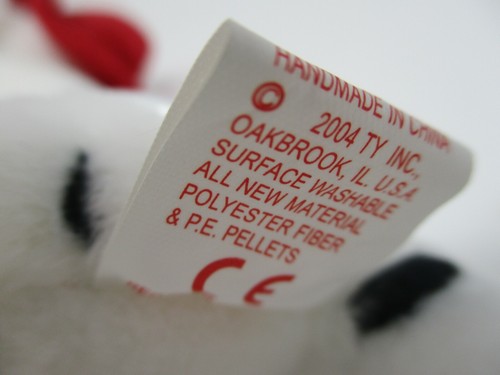 HANDMADE IN CHINA
© 2004 TY INC.,
OAKBROOK, IL. U.S.A.
SURFACE WASHABLE
ALL NEW MATERIAL
POLYESTER FIBER
& P.E. PELLETS
CE